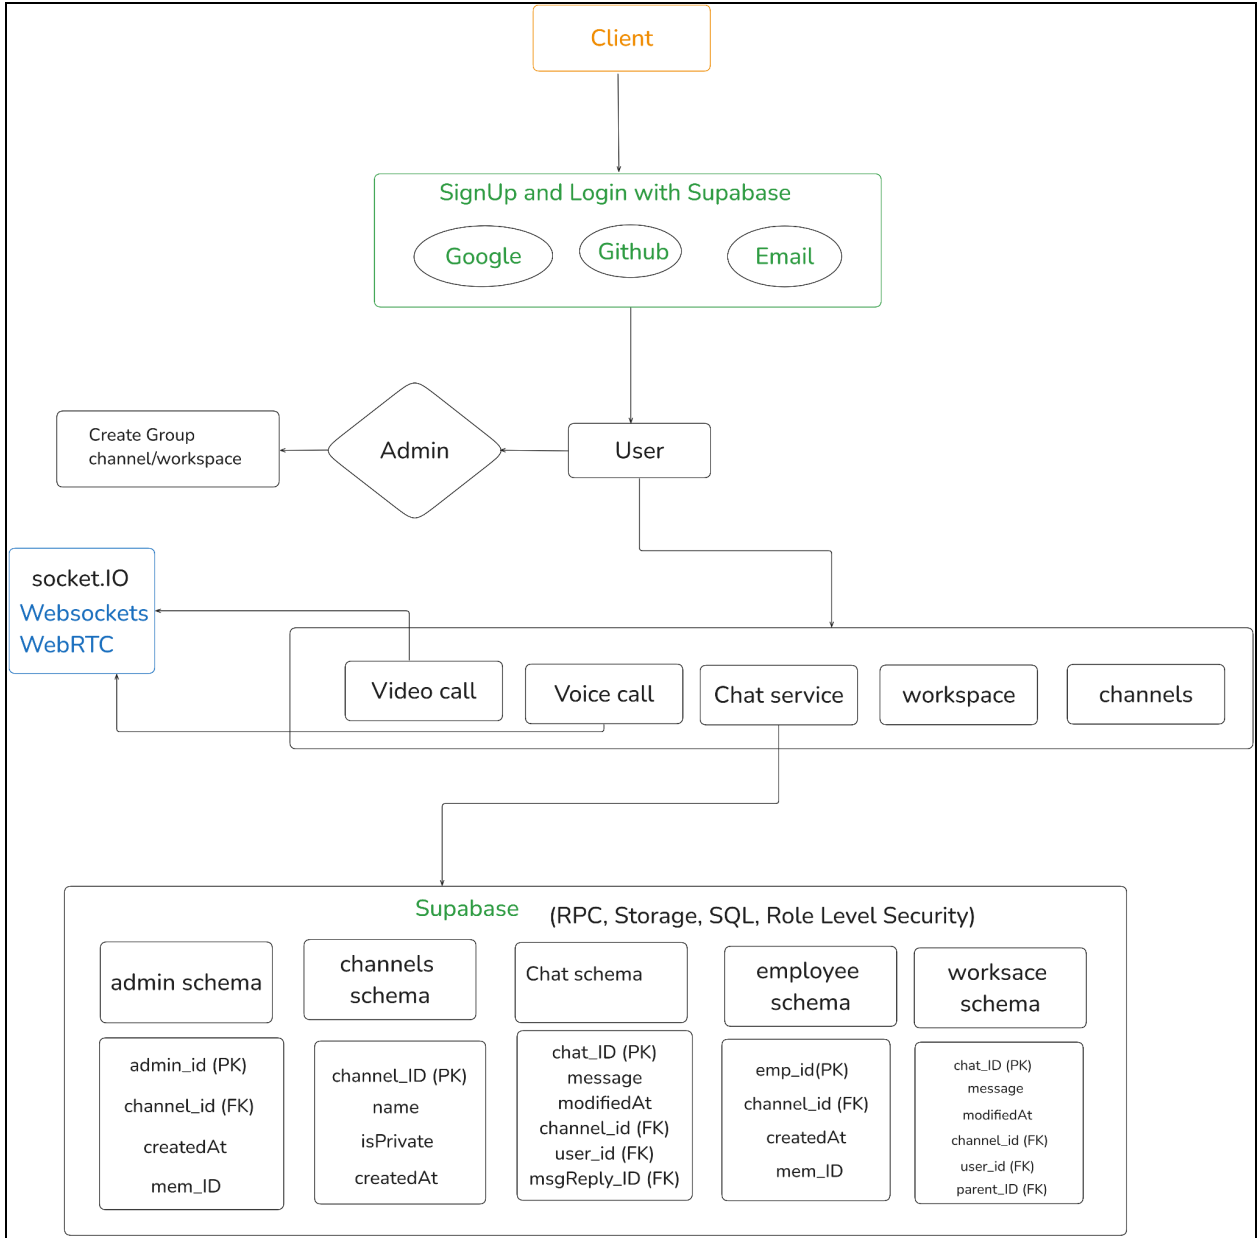 Client
SignUp and Login with Supabase
Google
Github
Email
Create Group
channel/workspace
Admin
User
socket.IO
Websockets
WebRTC
Video call
Voice call
Chat service
workspace
channels
Supabase
(RPC, Storage, SQL, Role Level Security)
admin schema
channels
schema
Chat schema
employee
schema
worksace
schema
admin_id (PK)
channel_id (FK)
createdAt
mem_ID
channel_ID (PK)
name
isPrivate
createdAt
chat_ID (PK)
message
modifiedAt
channel_id (FK)
user_id (FK)
msgReply_ID (FK)
emp_id(PK)
channel_id (FK)
createdAt
mem_ID
chat_ID (PK)
message
modifiedAt
channel_id (FK)
user_id (FK)
parent_ID (FK)